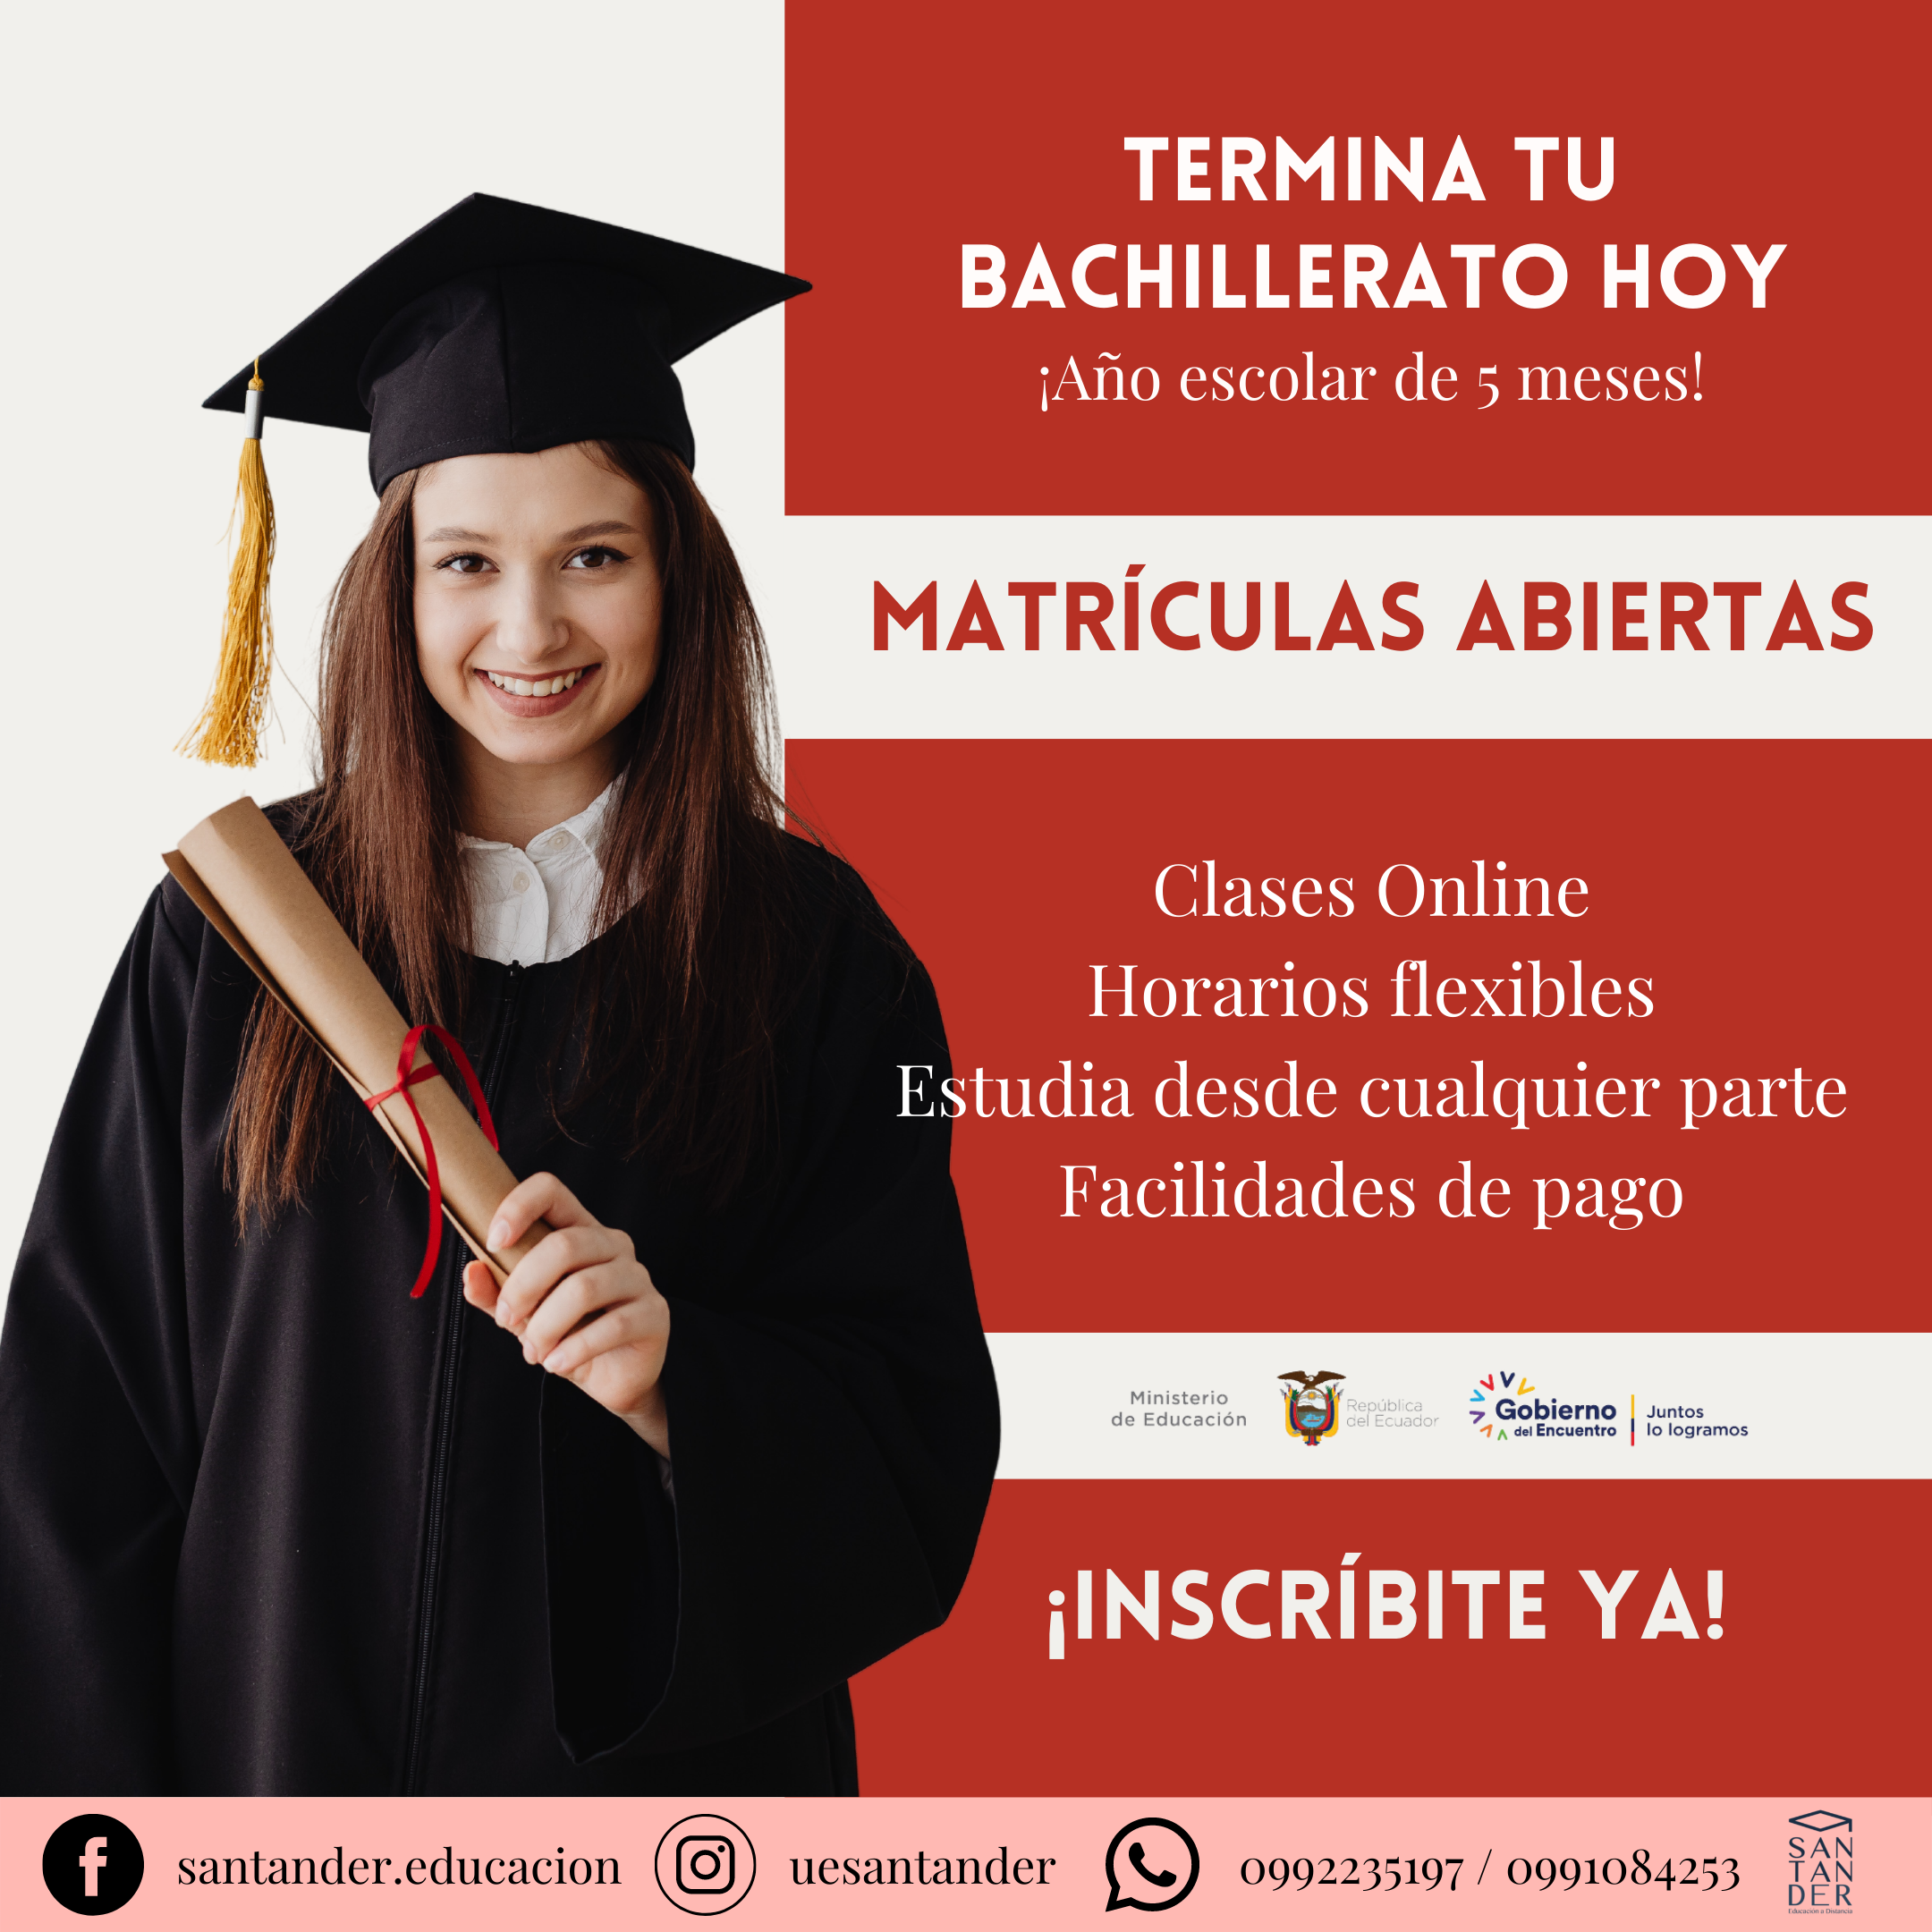 TERMINA TU
BACHILLERATO HOY
¡Año escolar de 5 meses!
MATRÍCULAS ABIERTAS
Clases Online
Horarios flexibles
Estudia desde cualquier parte
Facilidades de pago
Ministerio
de Educación
República
del Ecuador
Gobierno
del Encuentro
Juntos
lo logramos
¡INSCRÍBITE YA!
santander.educacion
uesantander
0992235197 / 0991084253
SAN
TAN
DER
Educación a Distancia